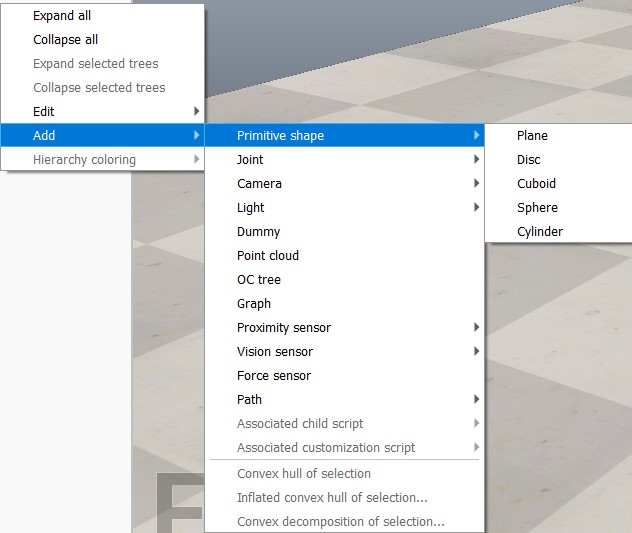 Expand all
Collapse all
Expand selected trees
Collapse selected trees
Edit
Add
Hierarchy coloring
Primitive shape
Joint
Camera
Light
Dummy
Point cloud
OC tree
Graph
Proximity sensor
Vision sensor
Force sensor
Path
Associated child script
Associated customization script
Convex hull of selection
Inflated convex hull of selection...
Convex decomposition of selection...
Plane
Disc
Cuboid
Sphere
Cylinder